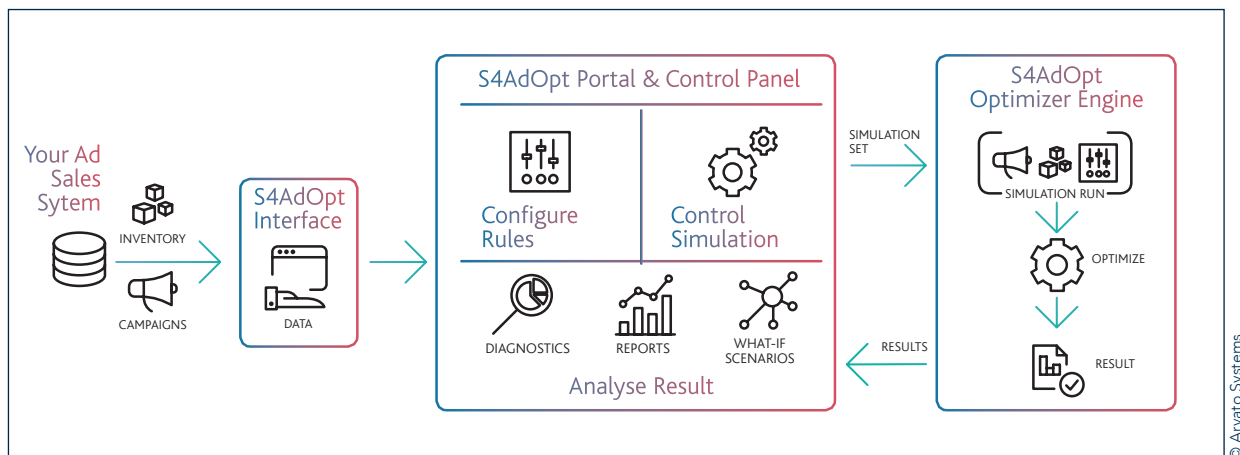 Your Ad
Sales
Sytem
INVENTORY
CAMPAIGNS
S4AdOpt
Interface
DATA
S4AdOpt Portal & Control Panel
Configure
Rules
Control
Simulation
DIAGNOSTICS
REPORTS
WHAT-IF
SCENARIOS
Analyse Result
SIMULATION
SET
RESULTS
S4AdOpt
Optimizer Engine
SIMULATION RUN
OPTIMIZE
RESULT
© Arvato Systems